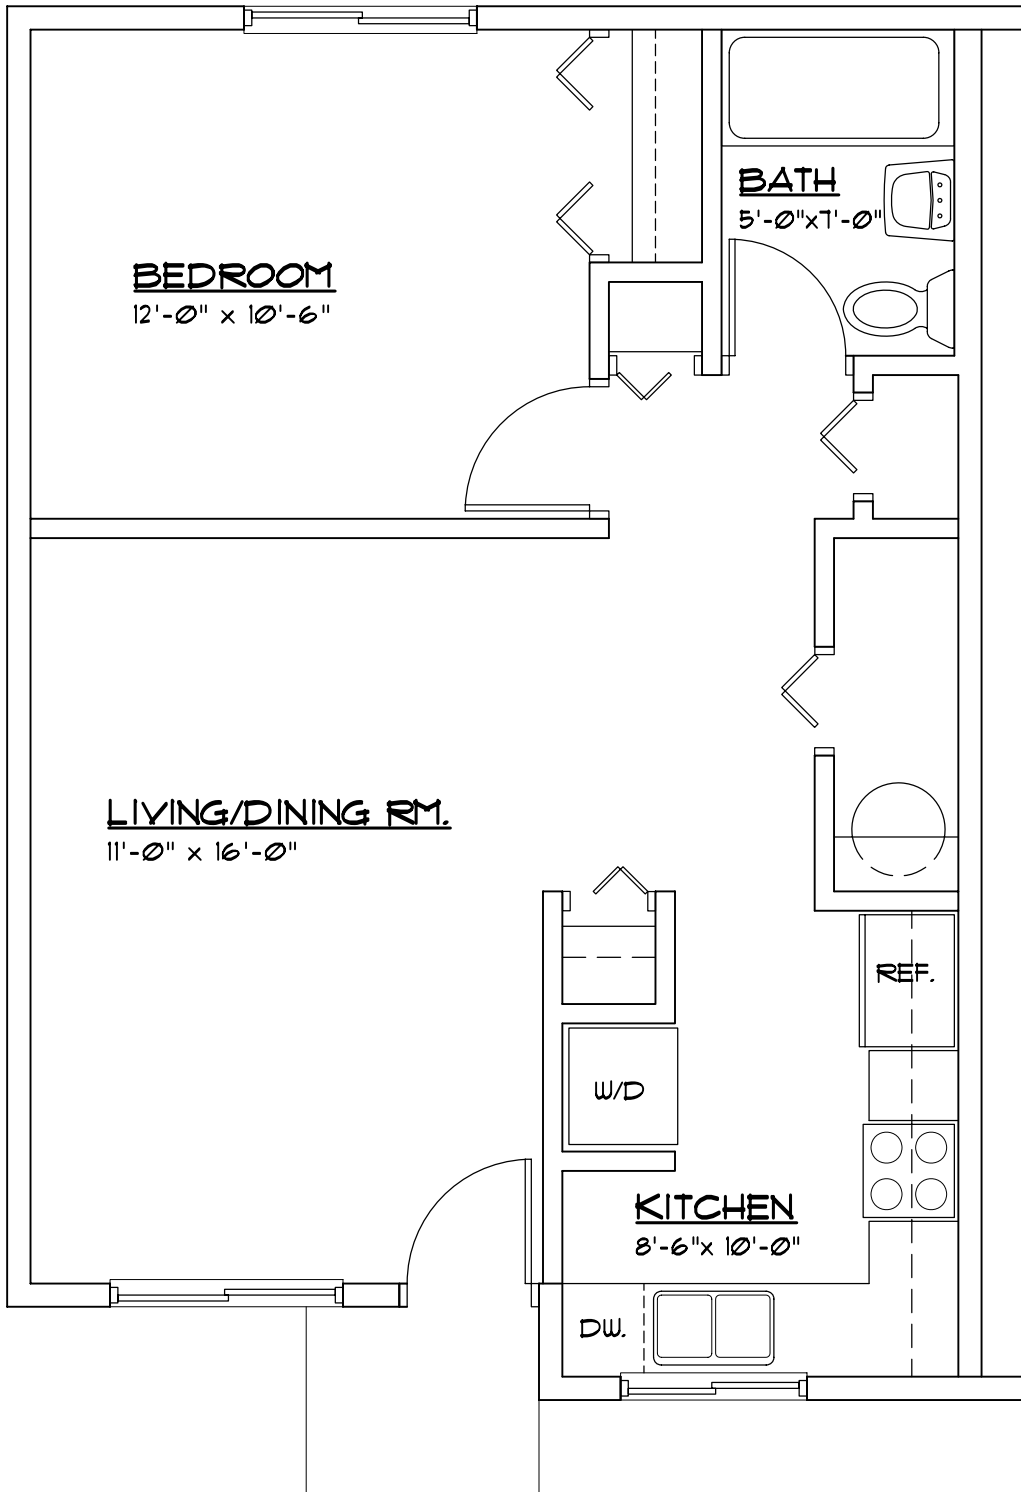 BATH
5'-0"x7'-0"
BEDROOM
12'-0" x 10'-6"
LIVING/DINING RM.
11'-0" x 16'-0"
REF.
W/D
KITCHEN
8'-6"x 10'-0"
DW.